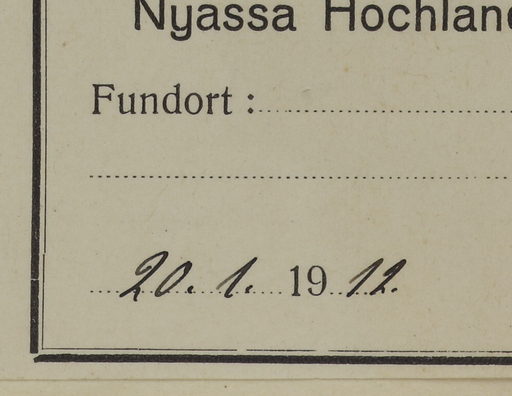 Nyassa Hochland
Fundort :
20. 1. 1912.